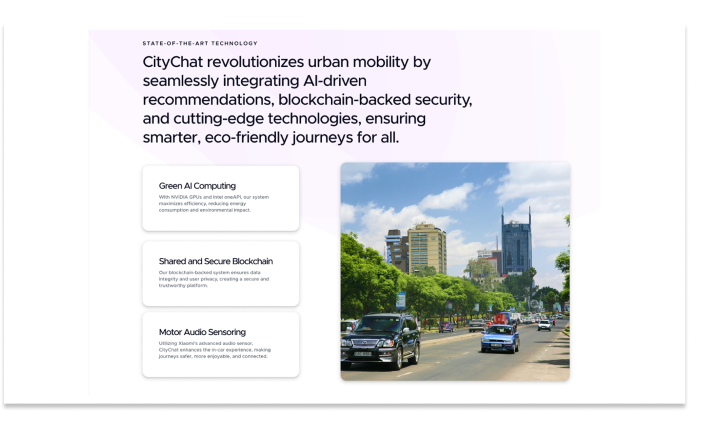 STATE-OF-THE-ART TECHNOLOGY
CityChat revolutionizes urban mobility by
seamlessly integrating AI-driven
recommendations, blockchain-backed security,
and cutting-edge technologies, ensuring
smarter, eco-friendly journeys for all.
Green AI Computing
With NVIDIA GPUs and Intel oneAPI, our system
maximizes efficiency, reducing energy
consumption and environmental impact.
Shared and Secure Blockchain
Our blockchain-backed system ensures data
integrity and user privacy, creating a secure and
trustworthy platform.
Motor Audio Sensoring
Utilizing Xiaomi's advanced audio sensor,
CityChat enhances the in-car experience, making
journeys safer, more enjoyable, and connected.